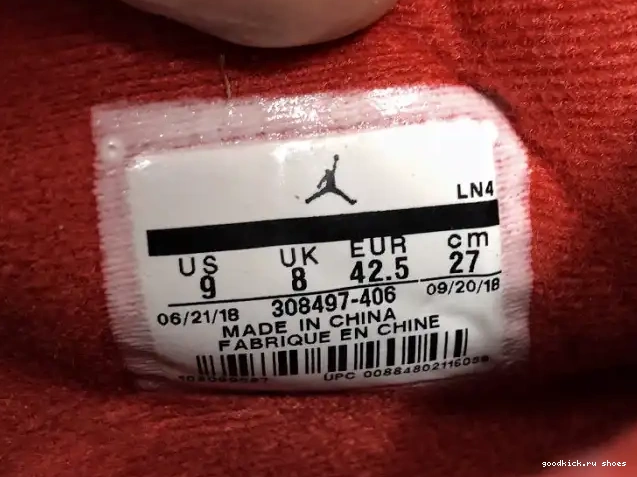 LN4
US UK EUR cm
9 8 42.5 27
06/21/18 308497-406 09/20/18
MADE IN CHINA
FABRIQUE EN CHINE
UPC 00884802116058
goodkick.ru shoes